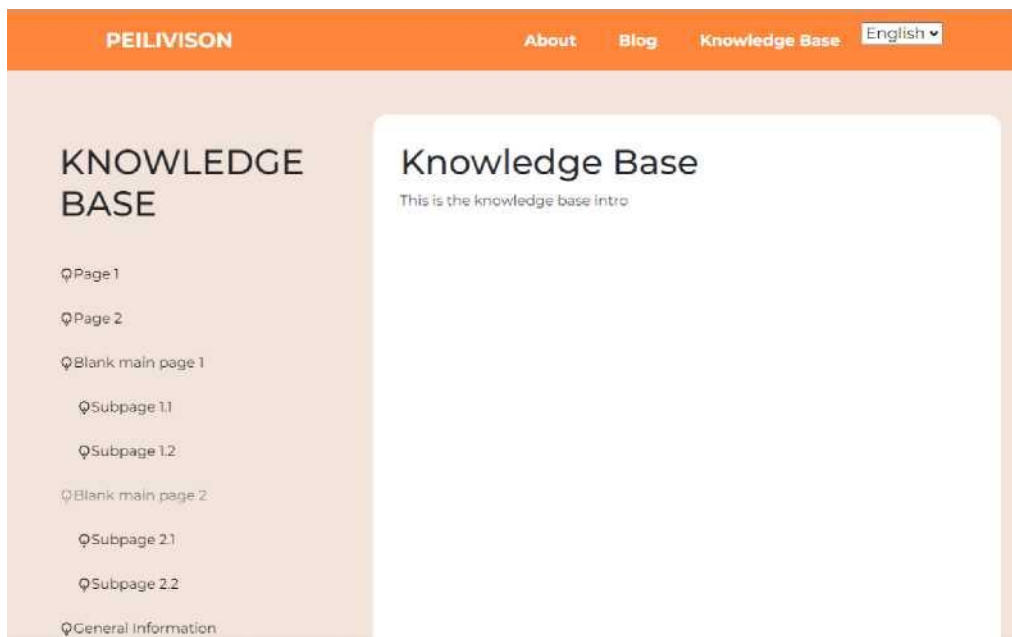 PEILIVISON
About Blog Knowledge Base English
KNOWLEDGE
BASE
Page 1
Page 2
Blank main page 1
Subpage 1.1
Subpage 1.2
Blank main page 2
Subpage 2.1
Subpage 2.2
General Information
Knowledge Base
This is the knowledge base intro